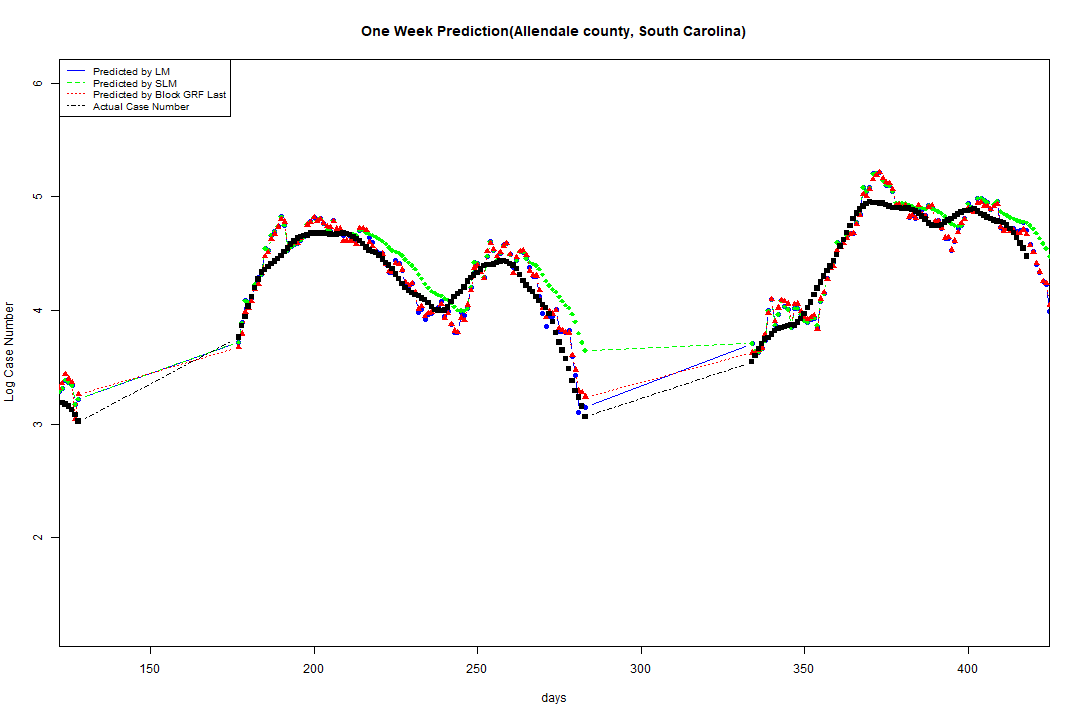 One Week Prediction(Allendale county, South Carolina)
Predicted by LM
Predicted by SLM
Predicted by Block GRF Last
Actual Case Number
6
5
4
3
2
Log Case Number
150 200 250 300 350 400
days